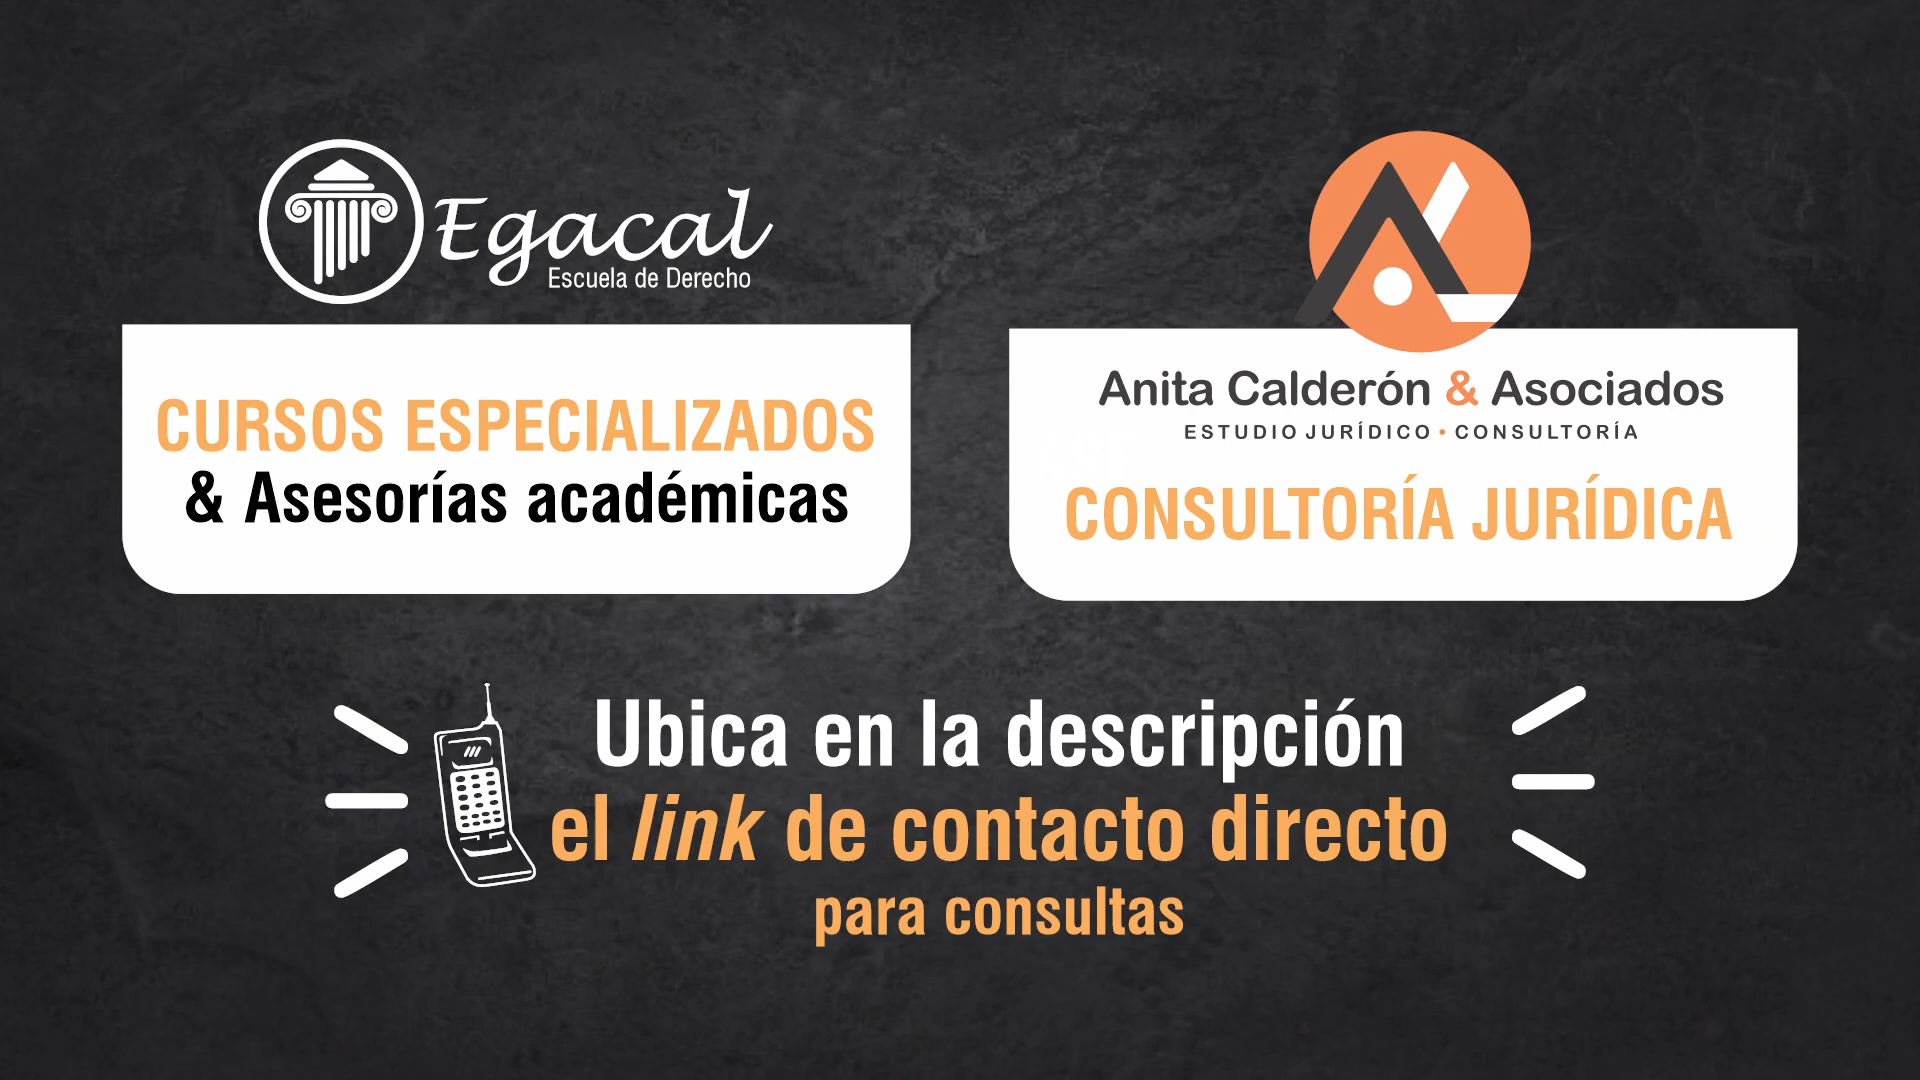 Egacal
Escuela de Derecho
CURSOS ESPECIALIZADOS
& Asesorías académicas
Anita Calderón & Asociados
ESTUDIO JURÍDICO • CONSULTORÍA
CONSULTORÍA JURÍDICA
Ubica en la descripción
el link de contacto directo
para consultas